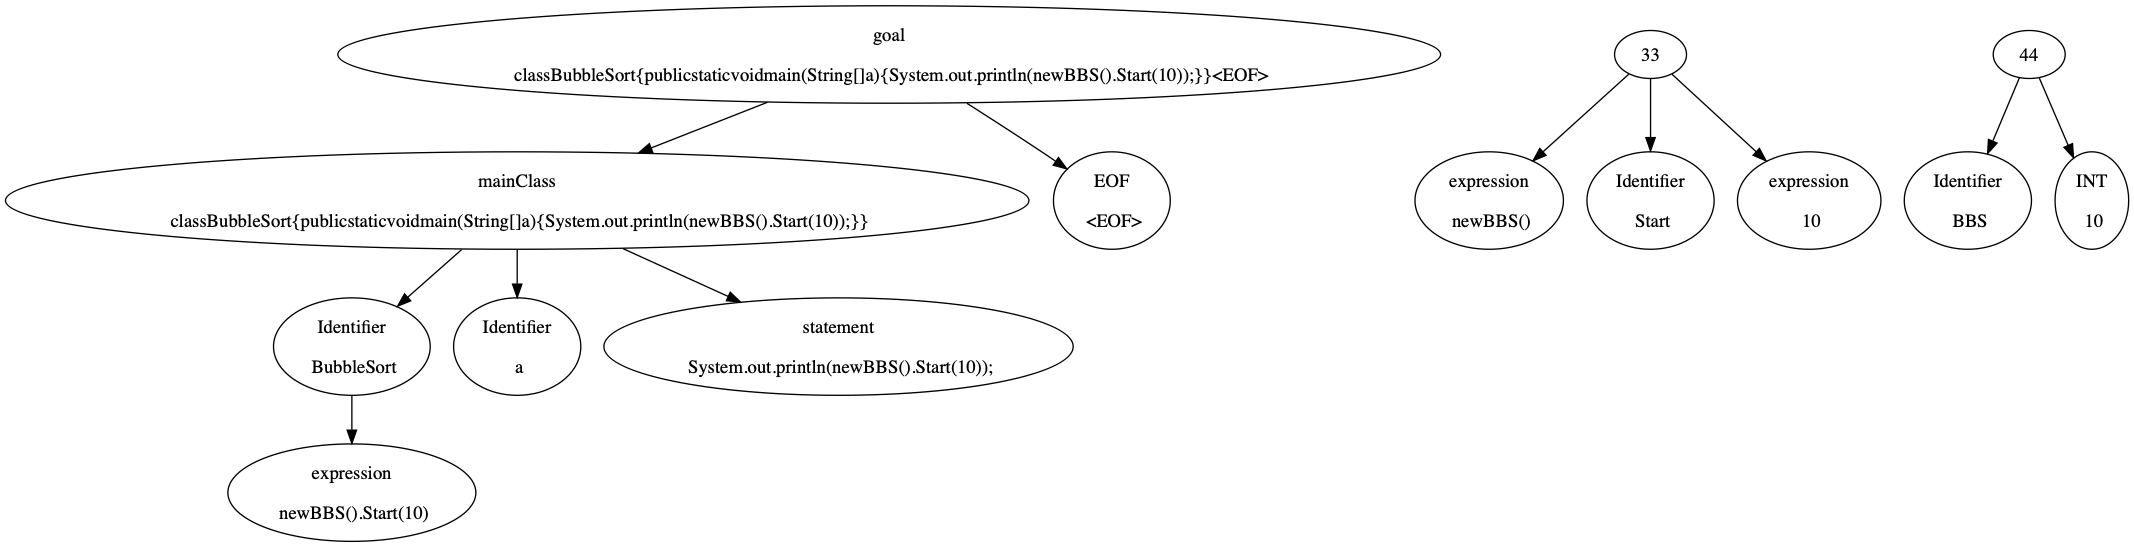 goal
classBubbleSort{publicstaticvoidmain(String[]a){System.out.println(newBBS().Start(10));}}<EOF>
33
44
mainClass
classBubbleSort{publicstaticvoidmain(String[]a){System.out.println(newBBS().Start(10));}}
EOF
<EOF>
expression
newBBS()
Identifier
Start
expression
10
Identifier
BBS
INT
10
Identifier
BubbleSort
Identifier
a
statement
System.out.println(newBBS().Start(10));
expression
newBBS().Start(10)